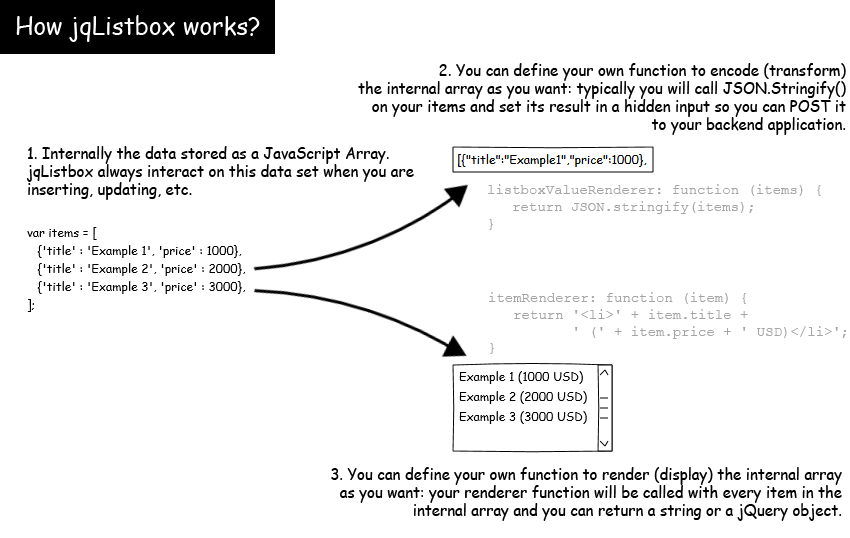 How jqListbox works?
2. You can define your own function to encode (transform)
the internal array as you want: typically you will call JSON.Stringify()
on your items and set its result in a hidden input so you can POST it
to your backend application.
1. Internally the data stored as a JavaScript Array.
jqListbox always interact on this data set when you are
inserting, updating, etc.
[{"title":"Example1","price":1000},
listboxValueRenderer: function (items) {
return JSON.stringify(items);
}
var items = [
{'title' : 'Example 1', 'price' : 1000},
{'title' : 'Example 2', 'price' : 2000},
{'title' : 'Example 3', 'price' : 3000},
];
itemRenderer: function (item) {
return '<li>' + item.title +
' (' + item.price + ' USD)</li>';
}
Example 1 (1000 USD)
Example 2 (2000 USD)
Example 3 (3000 USD)
3. You can define your own function to render (display) the internal array
as you want: your renderer function will be called with every item in the
internal array and you can return a string or a jQuery object.